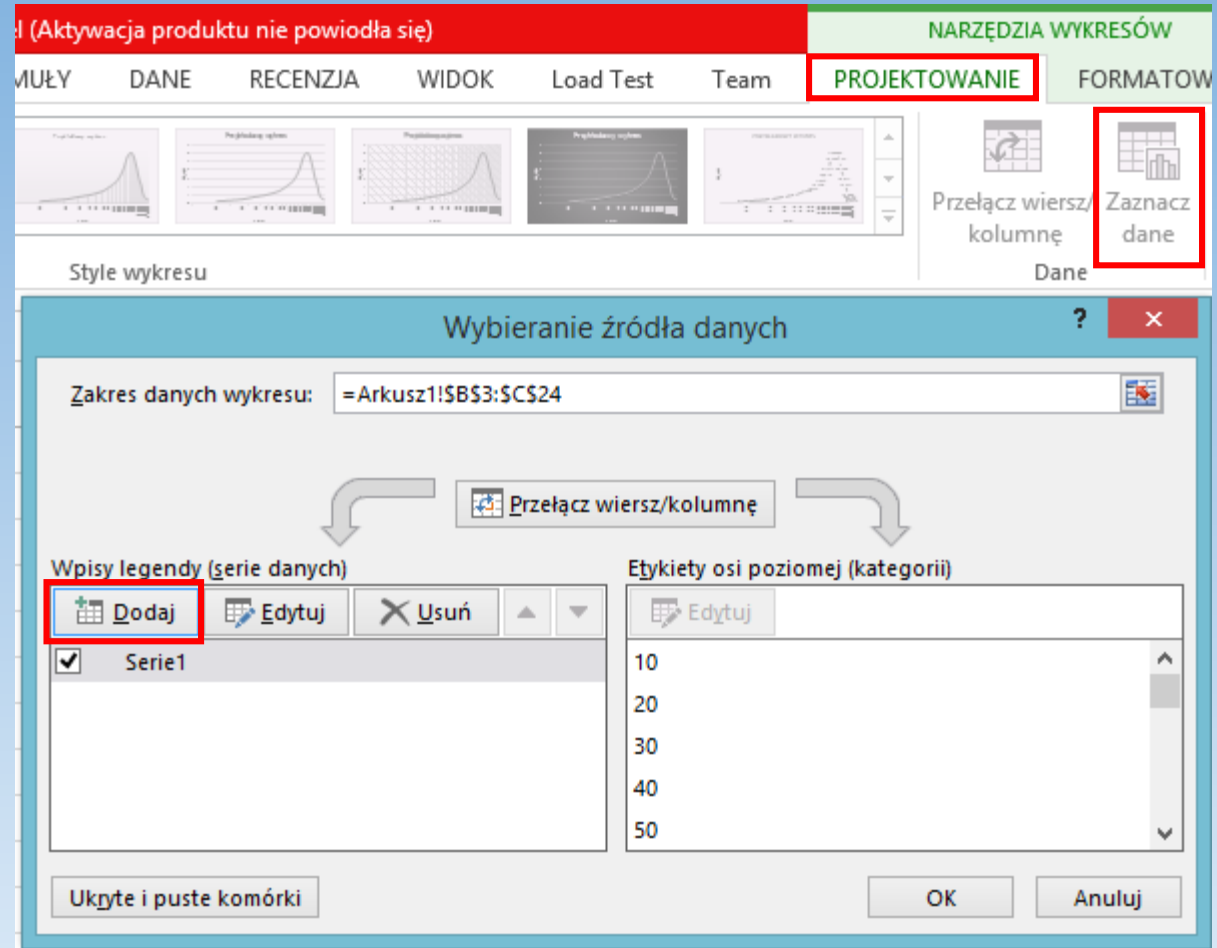 el (Aktywacja produktu nie powiodła się)
NARZĘDZIA WYKRESÓW
MUŁY DANE RECENZJA WIDOK Load Test Team PROJEKTOWANIE FORMATOW
Przełącz wiersz/
kolumnę
Zaznacz
dane
Style wykresu
Dane
Wybieranie źródła danych
?
Zakres danych wykresu: =Arkusz1!$B$3:$C$24
Przełącz wiersz/kolumnę
Wpisy legendy (serie danych)
Dodaj Edytuj Usuń
Serie1
Etykiety osi poziomej (kategorii)
Edytuj
10
20
30
40
50
Ukryte i puste komórki
OK Anuluj